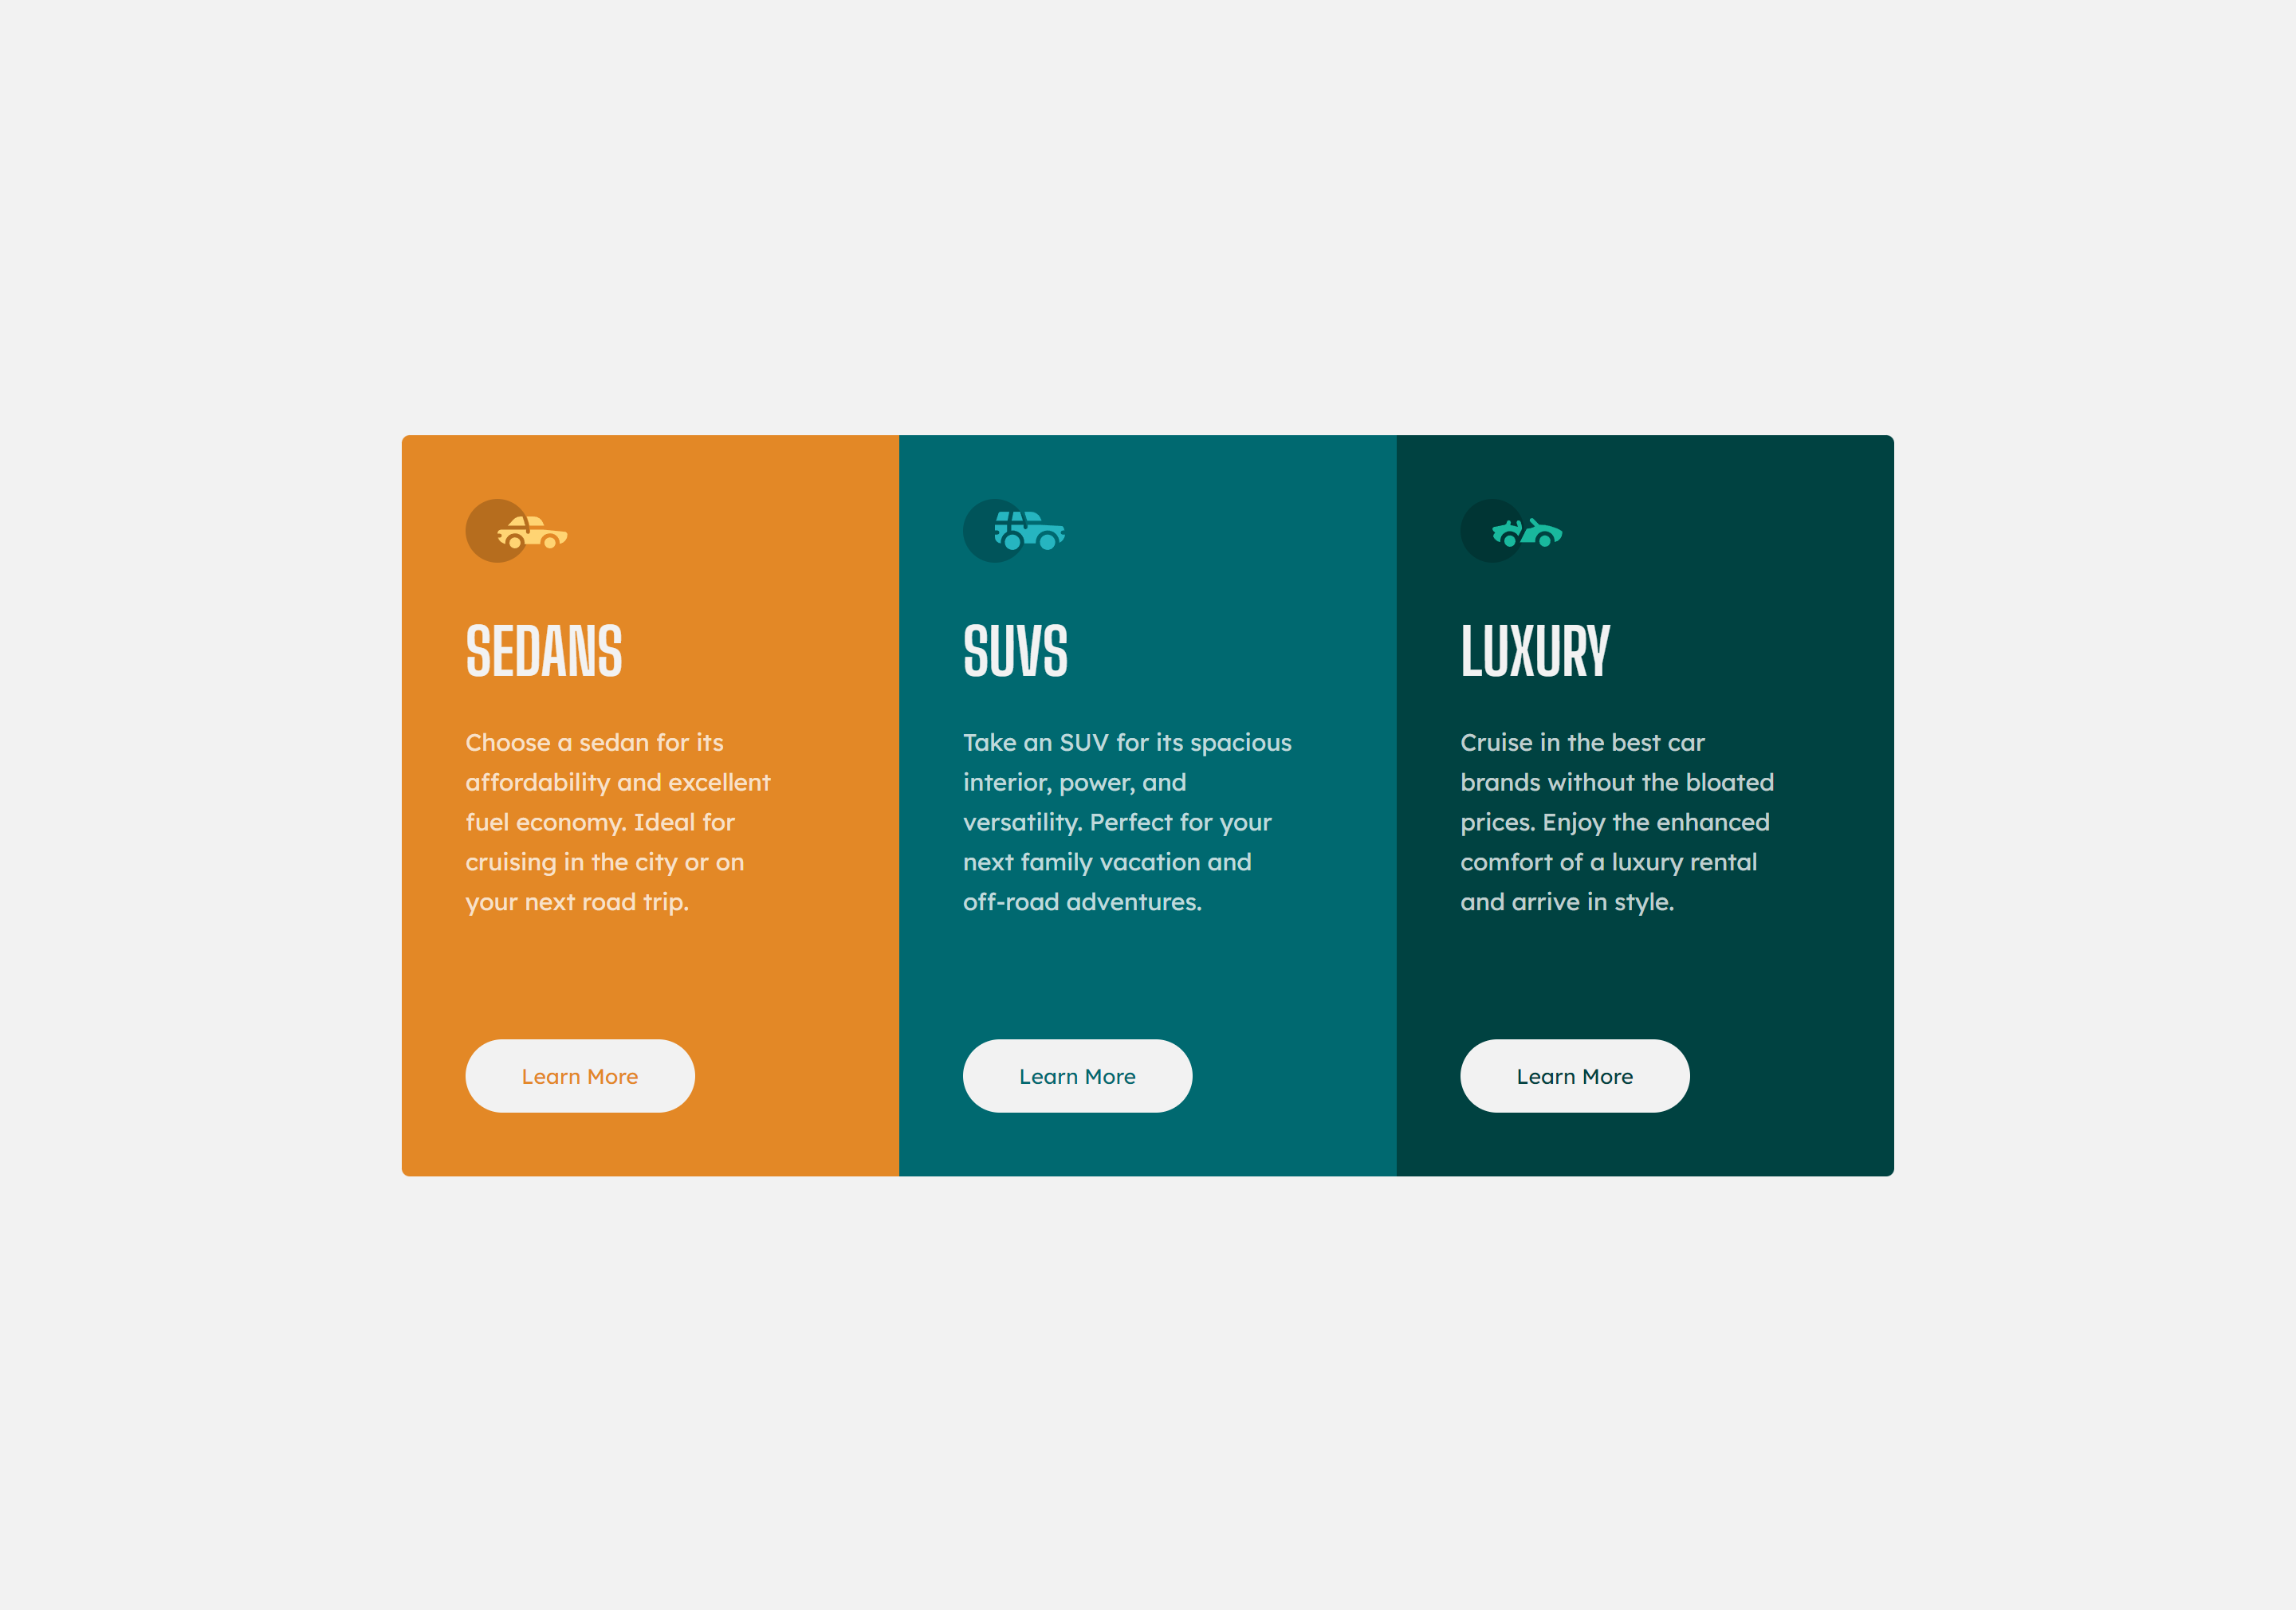 SEDANS
Choose a sedan for its
affordability and excellent
fuel economy. Ideal for
cruising in the city or on
your next road trip.
Learn More
SUVS
Take an SUV for its spacious
interior, power, and
versatility. Perfect for your
next family vacation and
off-road adventures.
Learn More
LUXURY
Cruise in the best car
brands without the bloated
prices. Enjoy the enhanced
comfort of a luxury rental
and arrive in style.
Learn More